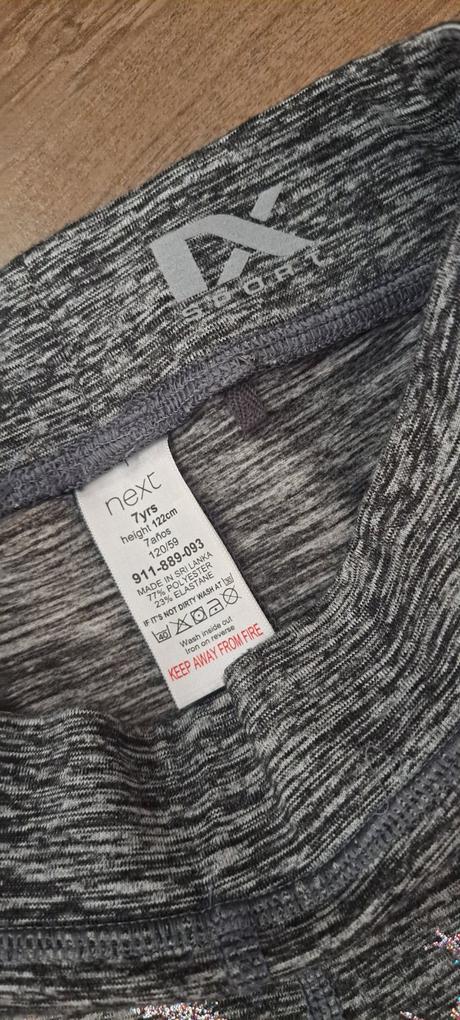 SPORT
next
7yrs
height 122cm
7años
120/59
911-889-093
MADE IN SRI LANKA
77% POLYESTER
23% ELASTANE
IF IT'S NOT DIRTY WASH AT 30
40
Wash inside out
Iron on reverse
KEEP AWAY FROM FIRE